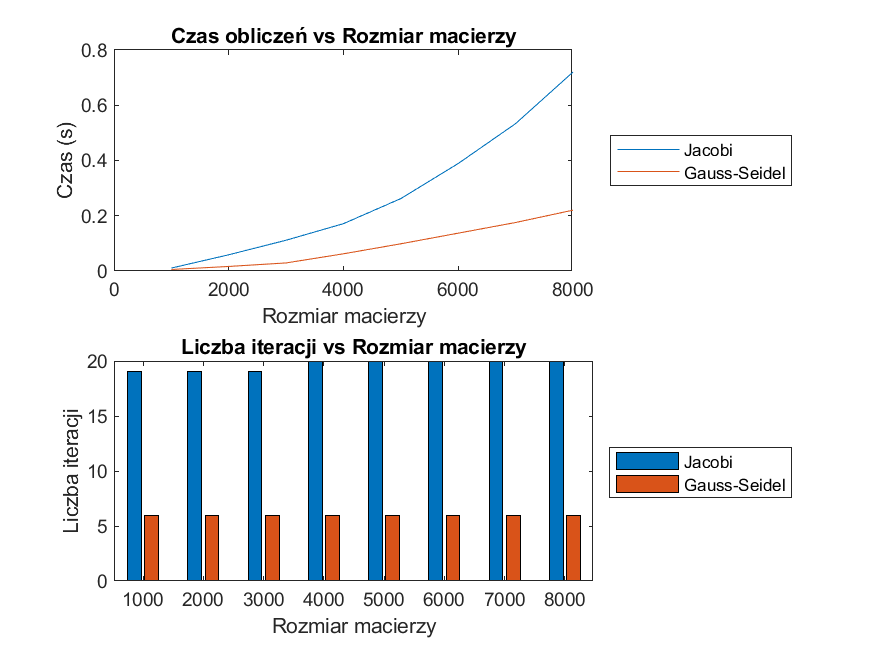 Czas obliczeń vs Rozmiar macierzy
0.8
0.6
0.4
0.2
0
Czas (s)
0 2000 4000 6000 8000
Rozmiar macierzy
Jacobi
Gauss-Seidel
Liczba iteracji vs Rozmiar macierzy
20
15
10
5
0
Liczba iteracji
1000 2000 3000 4000 5000 6000 7000 8000
Rozmiar macierzy
Jacobi
Gauss-Seidel